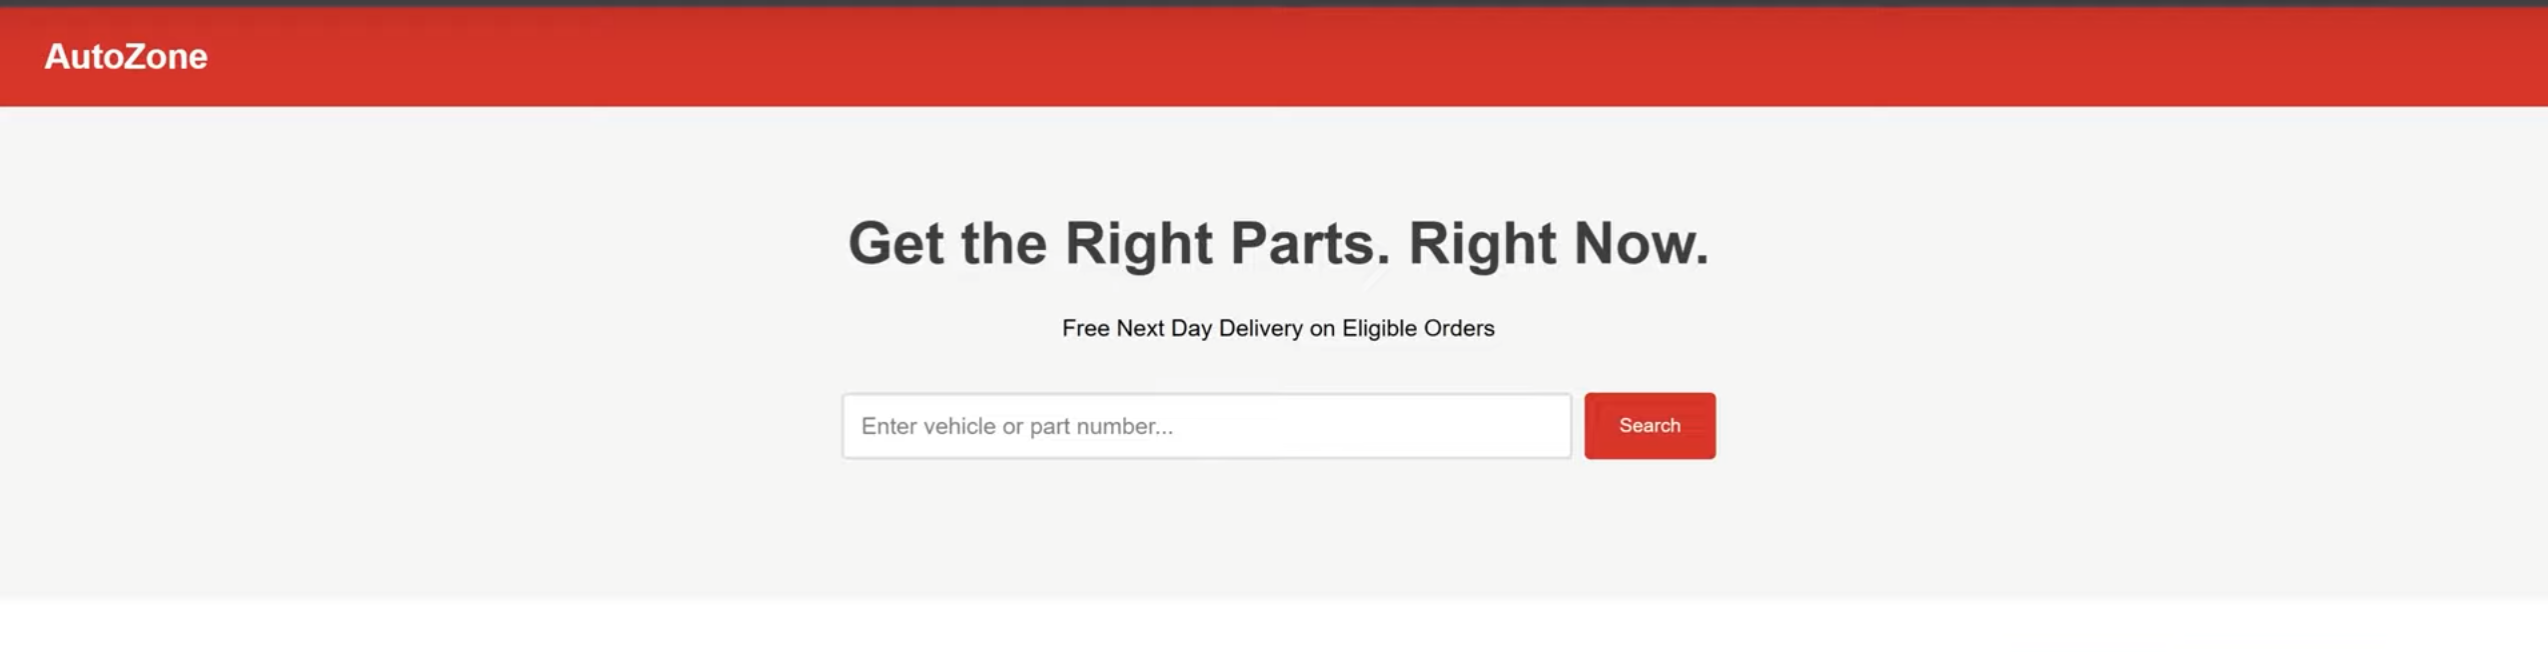 AutoZone
Get the Right Parts. Right Now.
Free Next Day Delivery on Eligible Orders
Enter vehicle or part number...
Search